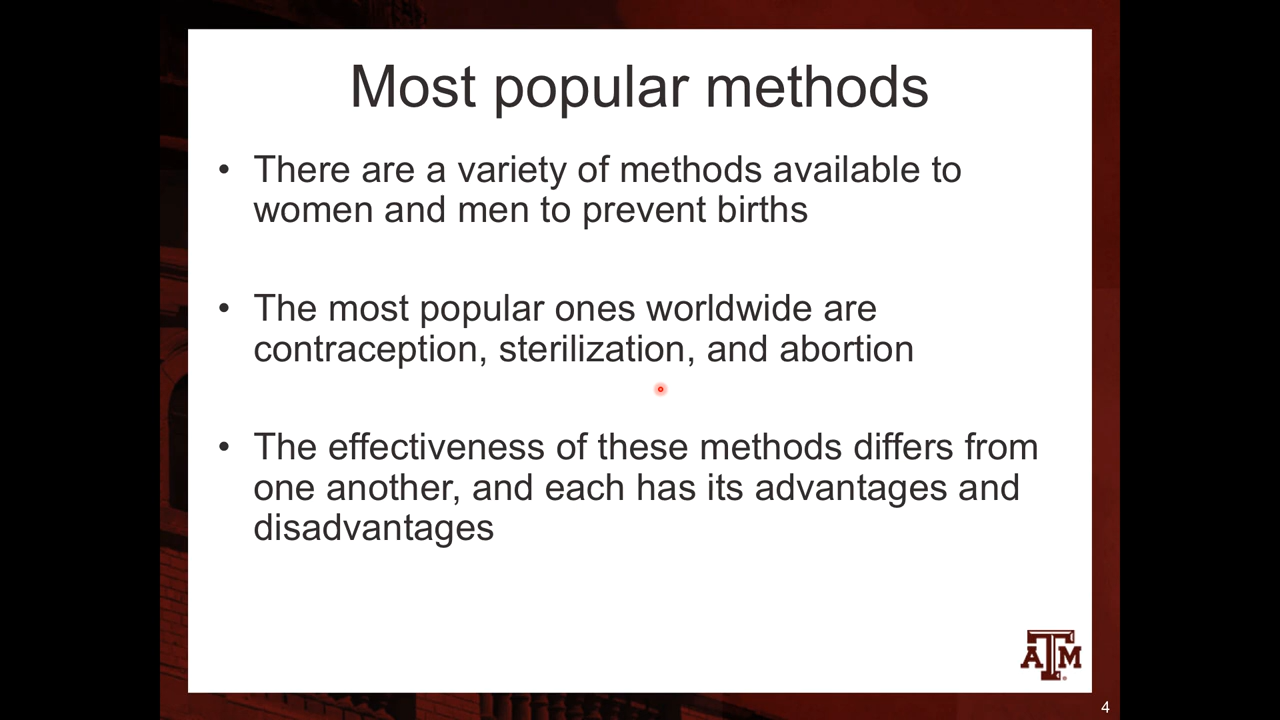 Most popular methods
• There are a variety of methods available to
women and men to prevent births
• The most popular ones worldwide are
contraception, sterilization, and abortion
• The effectiveness of these methods differs from
one another, and each has its advantages and
disadvantages
ATM
4